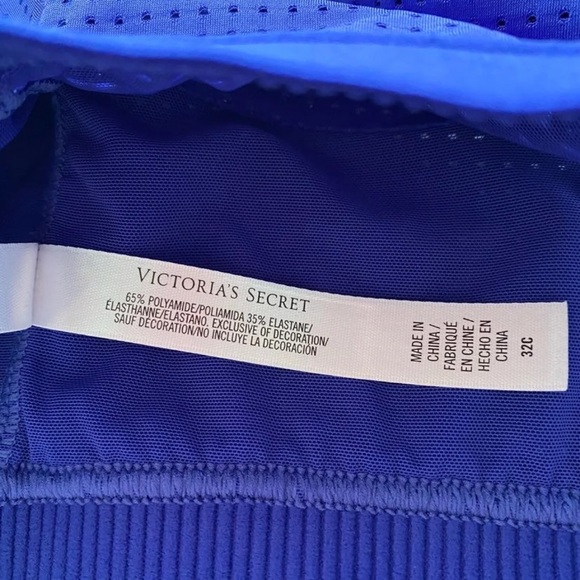 VICTORIA'S SECRET
65% POLYAMIDE/POLIAMIDA 35% ELASTANE/
ÉLASTHANNE/ELASTANO. EXCLUSIVE OF DECORATION/
SAUF DÉCORATION/NO INCLUYE LA DECORACIÓN
MADE IN
CHINA/
FABRIQUÉ
EN CHINE/
HECHO EN
CHINA
32C